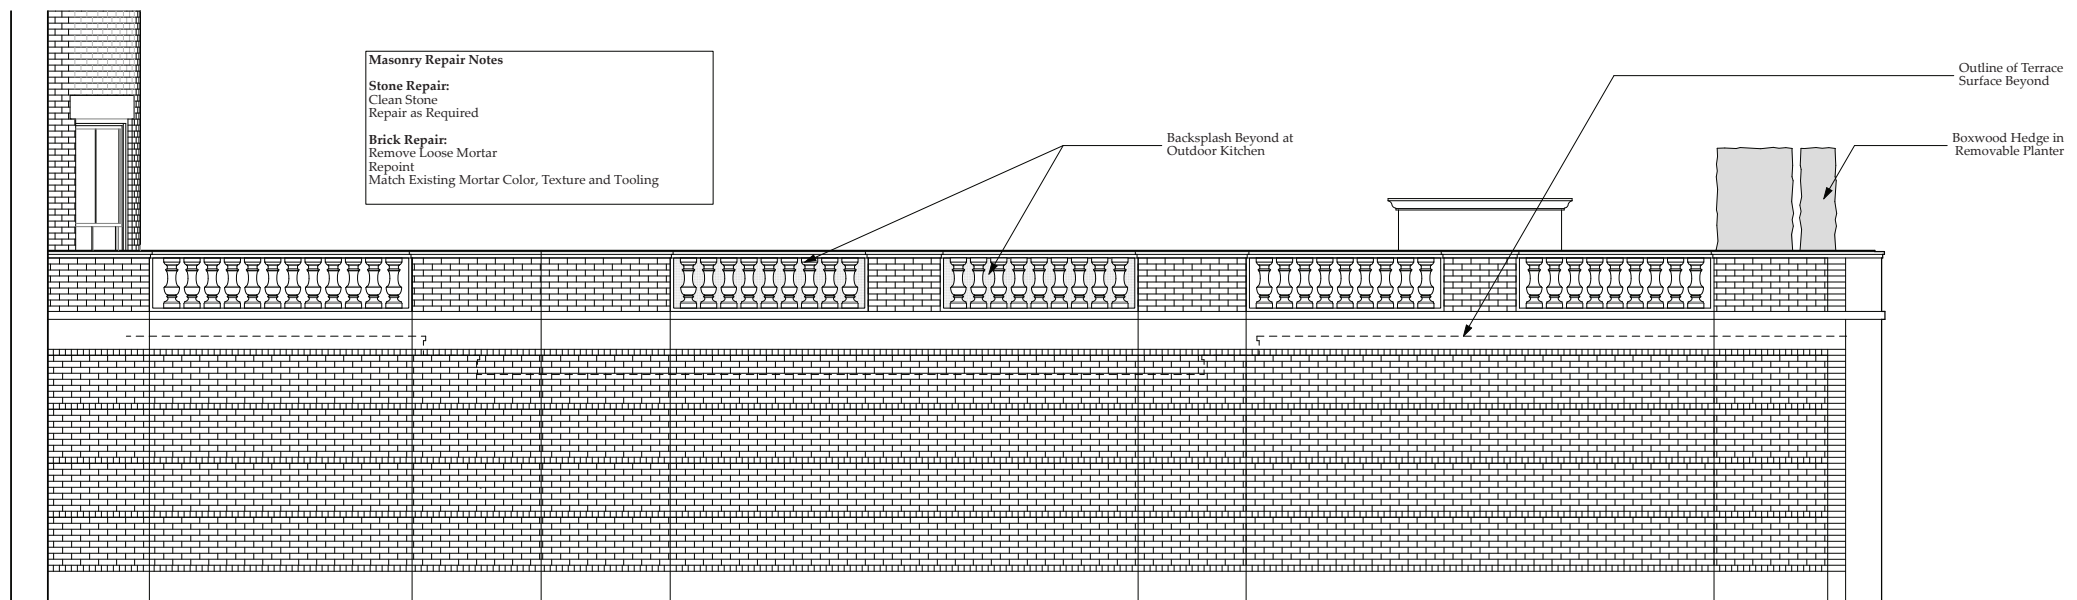 Masonry Repair Notes
Stone Repair:
Clean Stone
Repair as Required
Brick Repair:
Remove Loose Mortar
Repoint
Match Existing Mortar Color, Texture and Tooling
Backsplash Beyond at
Outdoor Kitchen
Outline of Terrace
Surface Beyond
Boxwood Hedge in
Removable Planter